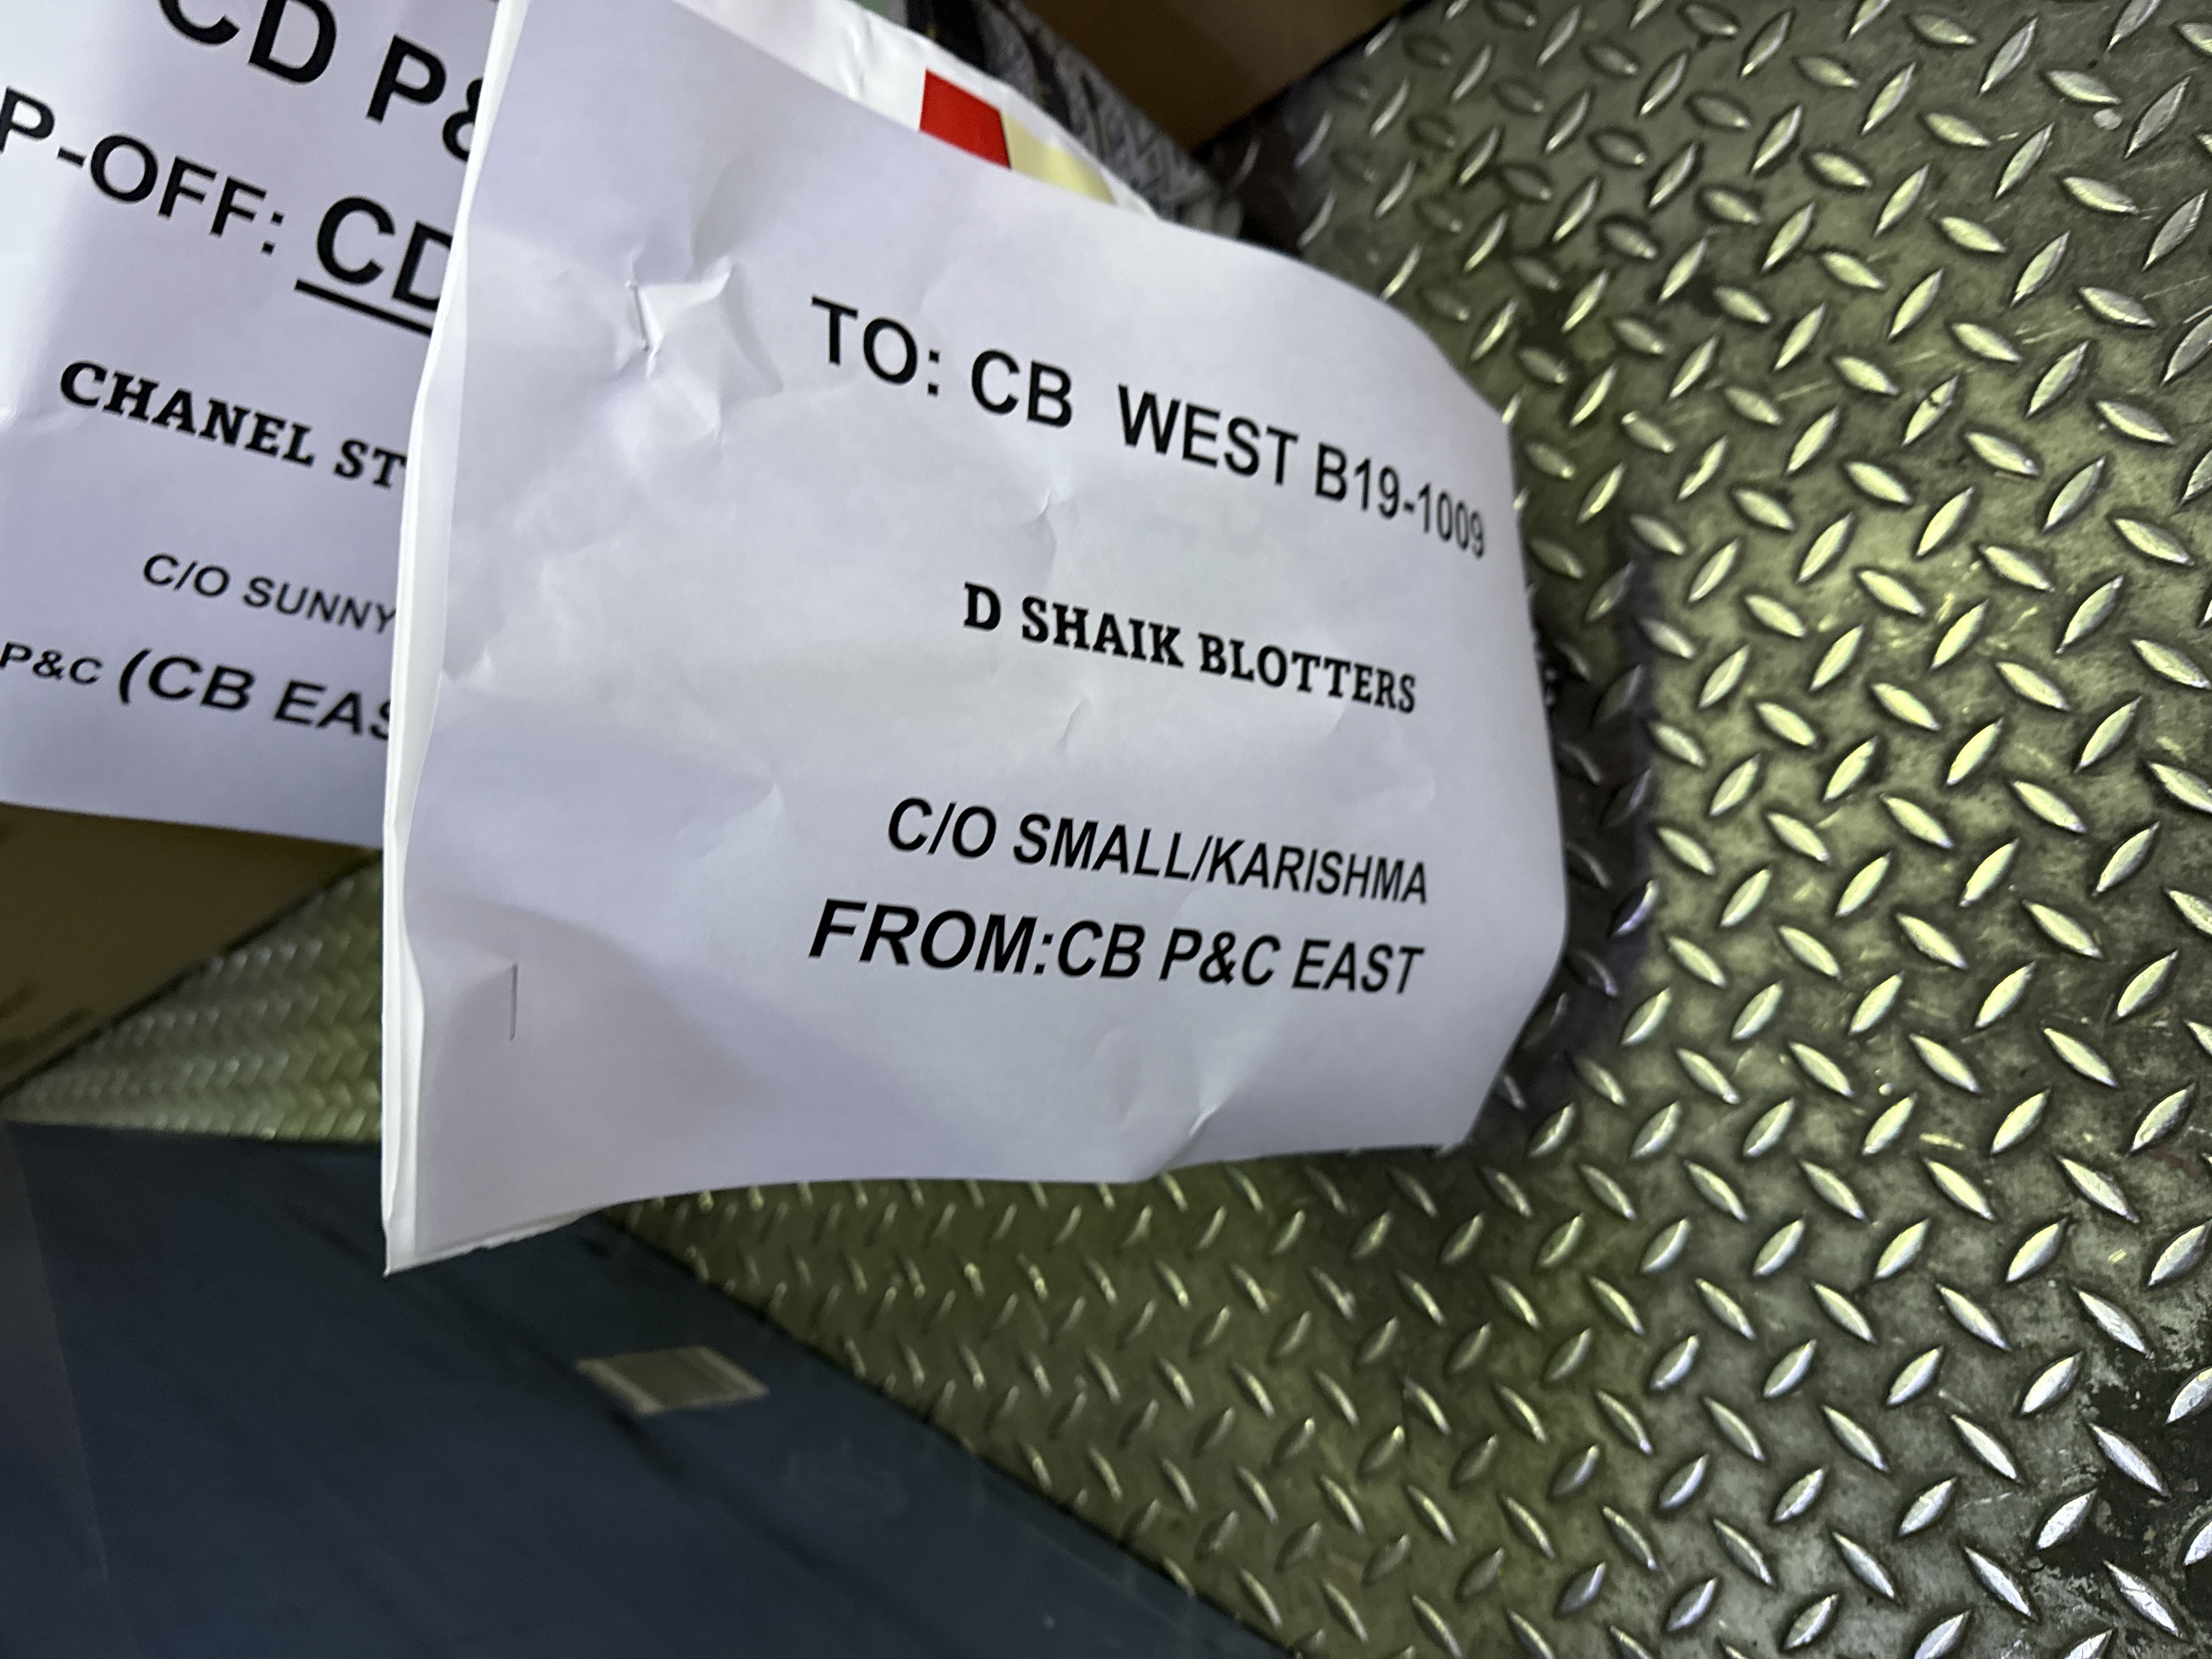 CD P&
P-OFF: CD
CHANEL ST
C/O SUNNY
P&C (CB EAS
TO: CB WEST B19-1009
D SHAIK BLOTTERS
C/O SMALL/KARISHMA
FROM:CB P&C EAST